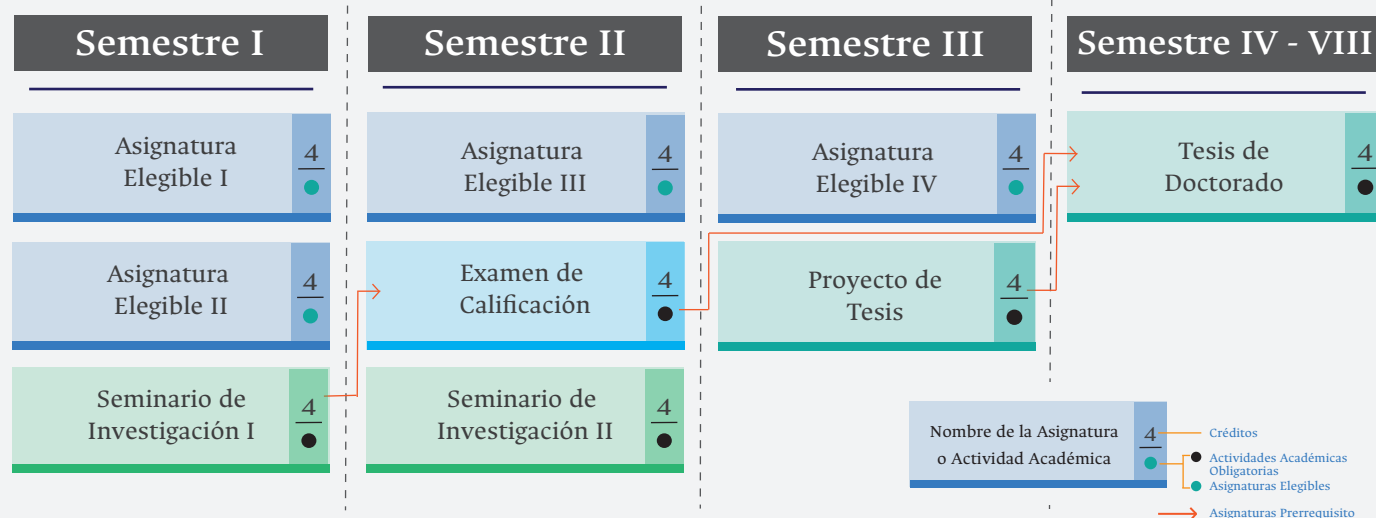 Semestre I
Semestre II
Semestre III
Semestre IV - VIII
Asignatura
Elegible I
4
Asignatura
Elegible III
4
Asignatura
Elegible IV
4
Tesis de
Doctorado
4
Asignatura
Elegible II
4
Examen de
Calificación
4
Proyecto de
Tesis
4
Seminario de
Investigación I
4
Seminario de
Investigación II
4
Nombre de la Asignatura
o Actividad Académica
4
Créditos
Actividades Académicas
Obligatorias
Asignaturas Elegibles
Asignaturas Prerrequisito